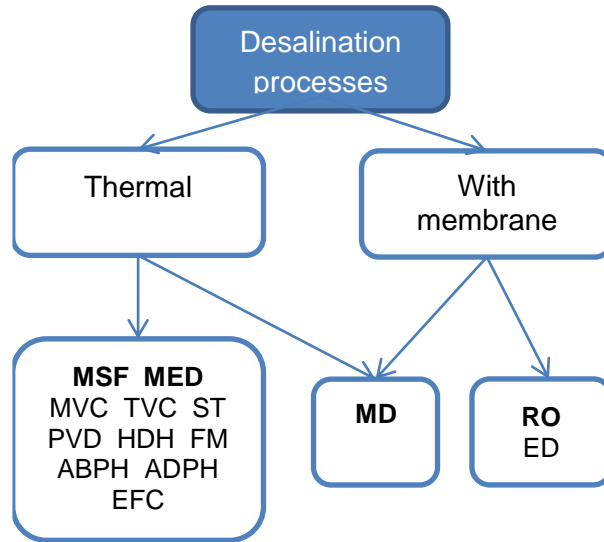 Desalination
processes
Thermal
With
membrane
MSF MED
MVC TVC ST
PVD HDH FM
ABPH ADPH
EFC
MD
RO
ED